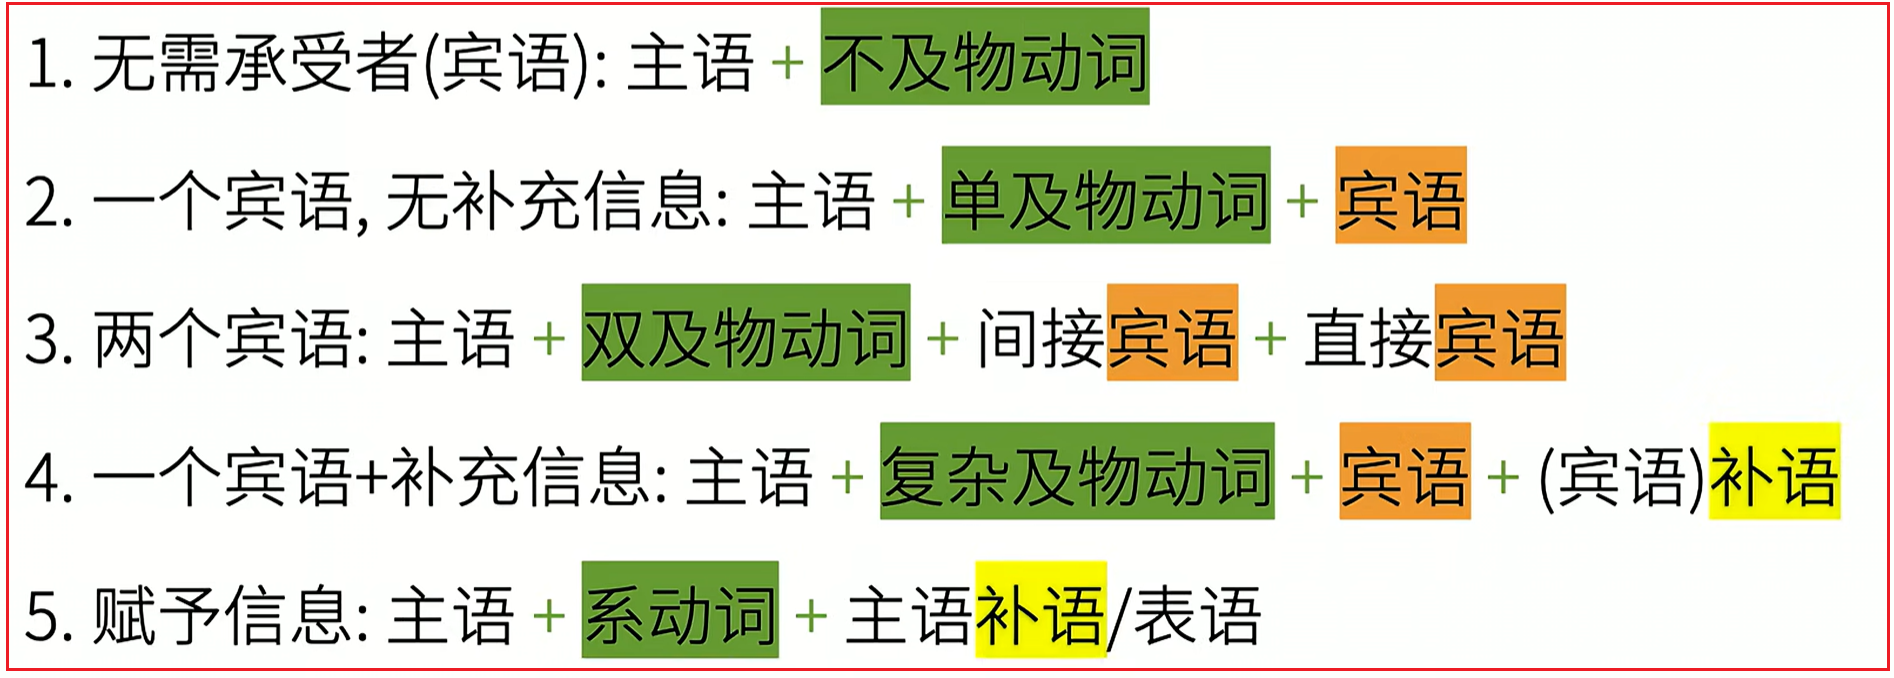 1. 无需承受者(宾语): 主语 + 不及物动词
2. 一个宾语, 无补充信息: 主语 + 单及物动词 + 宾语
3. 两个宾语: 主语 + 双及物动词 + 间接宾语 + 直接宾语
4. 一个宾语+补充信息: 主语 + 复杂及物动词 + 宾语 + (宾语)补语
5. 赋予信息: 主语 + 系动词 + 主语补语/表语